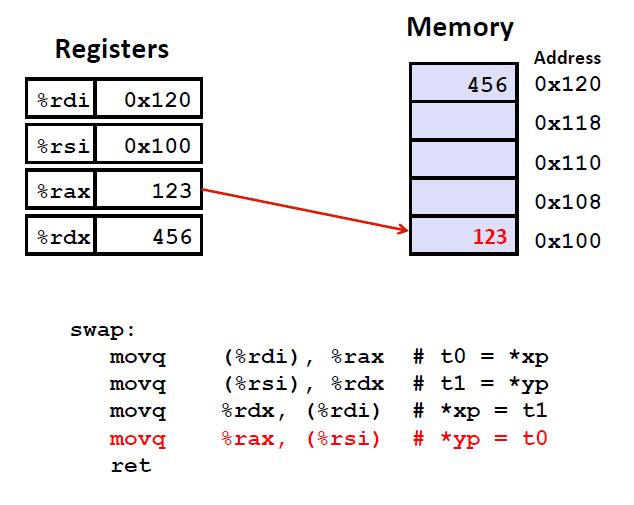 Registers
Memory
Address
%rdi 0x120
%rsi 0x100
%rax 123
%rdx 456
456 0x120
0x118
0x110
0x108
123 0x100
swap:
movq (%rdi), %rax # t0 = *xp
movq (%rsi), %rdx # t1 = *yp
movq %rdx, (%rdi) # *xp = t1
movq %rax, (%rsi) # *yp = t0
ret